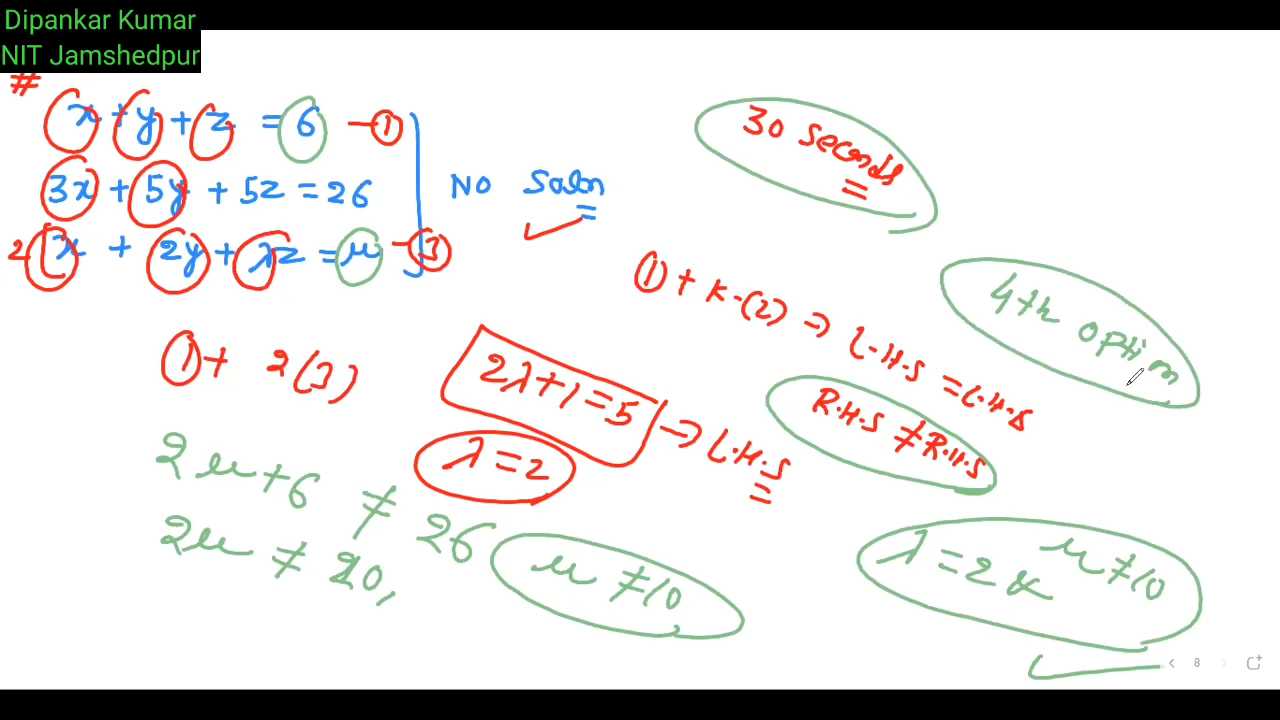 Dipankar Kumar
NIT Jamshedpur
#
x + y + z = 6 —①
3x + 5y + 5z = 26
2[x + 2y + λz = μ —③
No Soln
30 seconds
① + K·(2) ⇒ L·H·S = L·H·S
R.H.S ≠ R.H.S
4th option
① + 2(3)
2λ+1=5 → L.H.S
λ=2
2μ+6 ≠ 26
2μ ≠ 20,
μ ≠ 10
λ = 2 & μ≠10
8